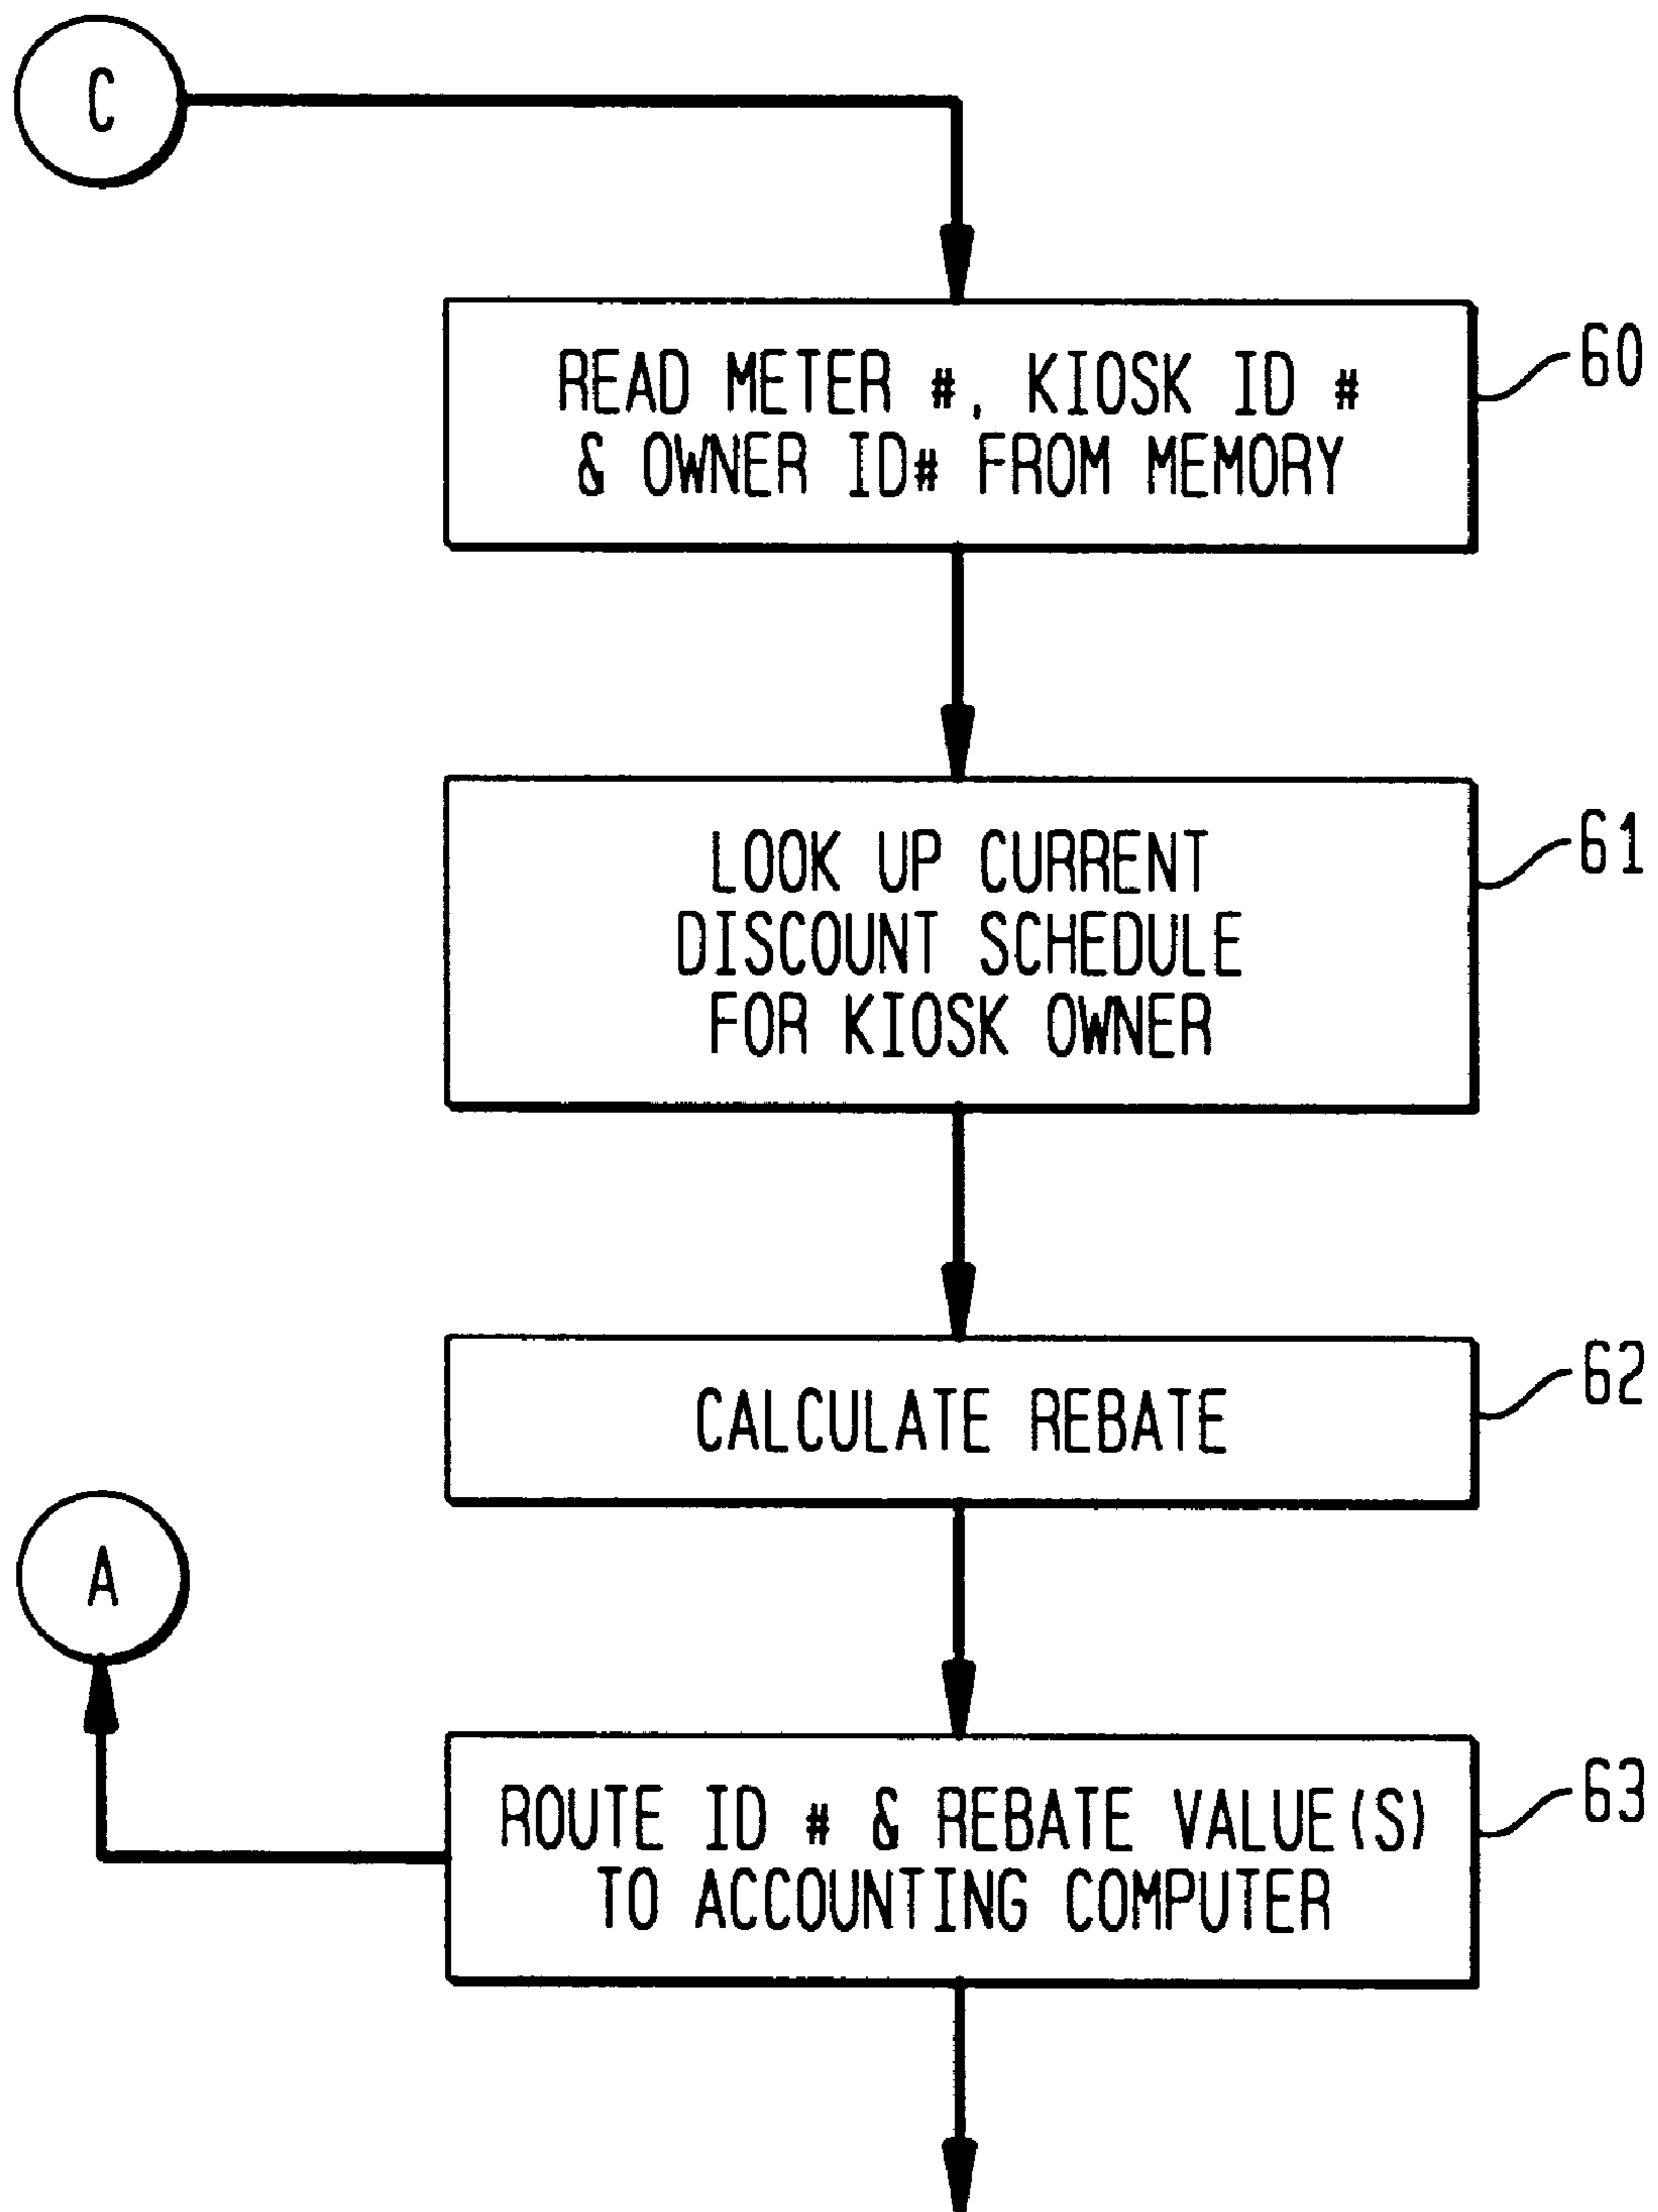 C
READ METER #, KIOSK ID #
& OWNER ID# FROM MEMORY
60
LOOK UP CURRENT
DISCOUNT SCHEDULE
FOR KIOSK OWNER
61
CALCULATE REBATE
62
A
ROUTE ID # & REBATE VALUE(S)
TO ACCOUNTING COMPUTER
63